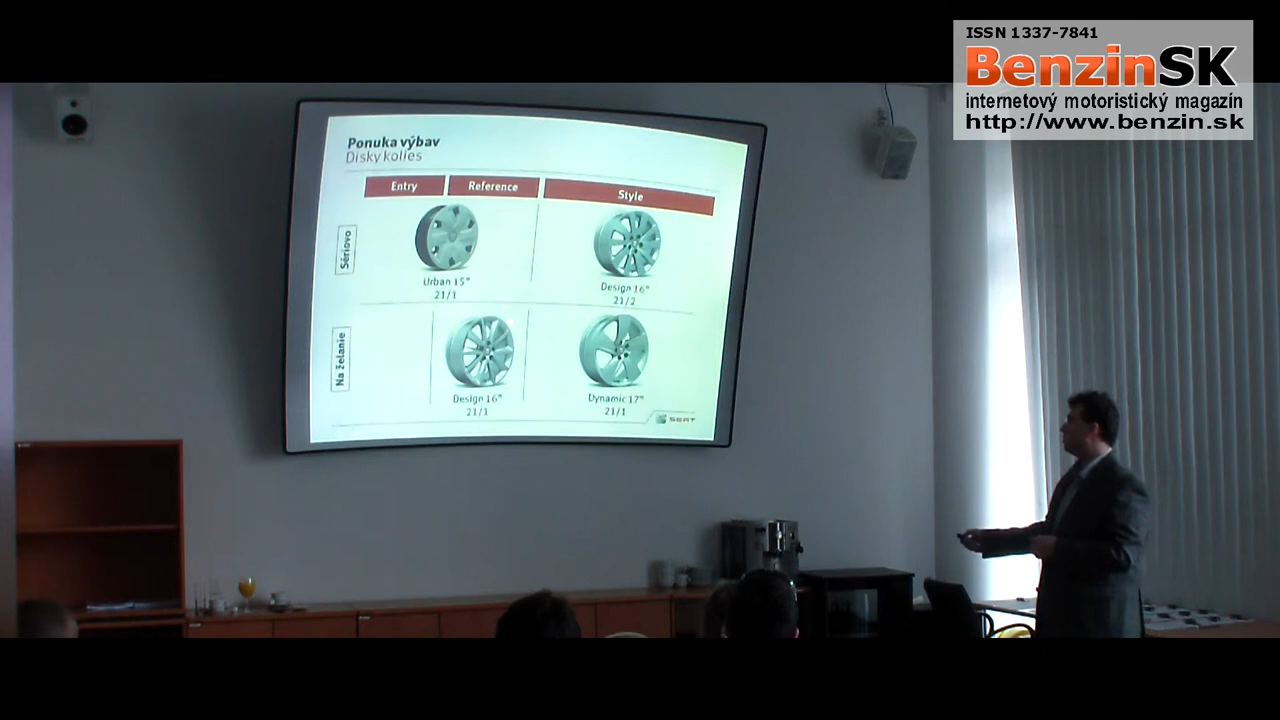 ISSN 1337-7841
BenzinSK
internetový motoristický magazín
http://www.benzin.sk
Ponuka výbav
Disky kolies
Entry
Reference
Style
Sériovo
Urban 15"
21/1
Design 16"
21/2
Na želanie
Design 16"
21/1
Dynamic 17"
21/1
SEAT